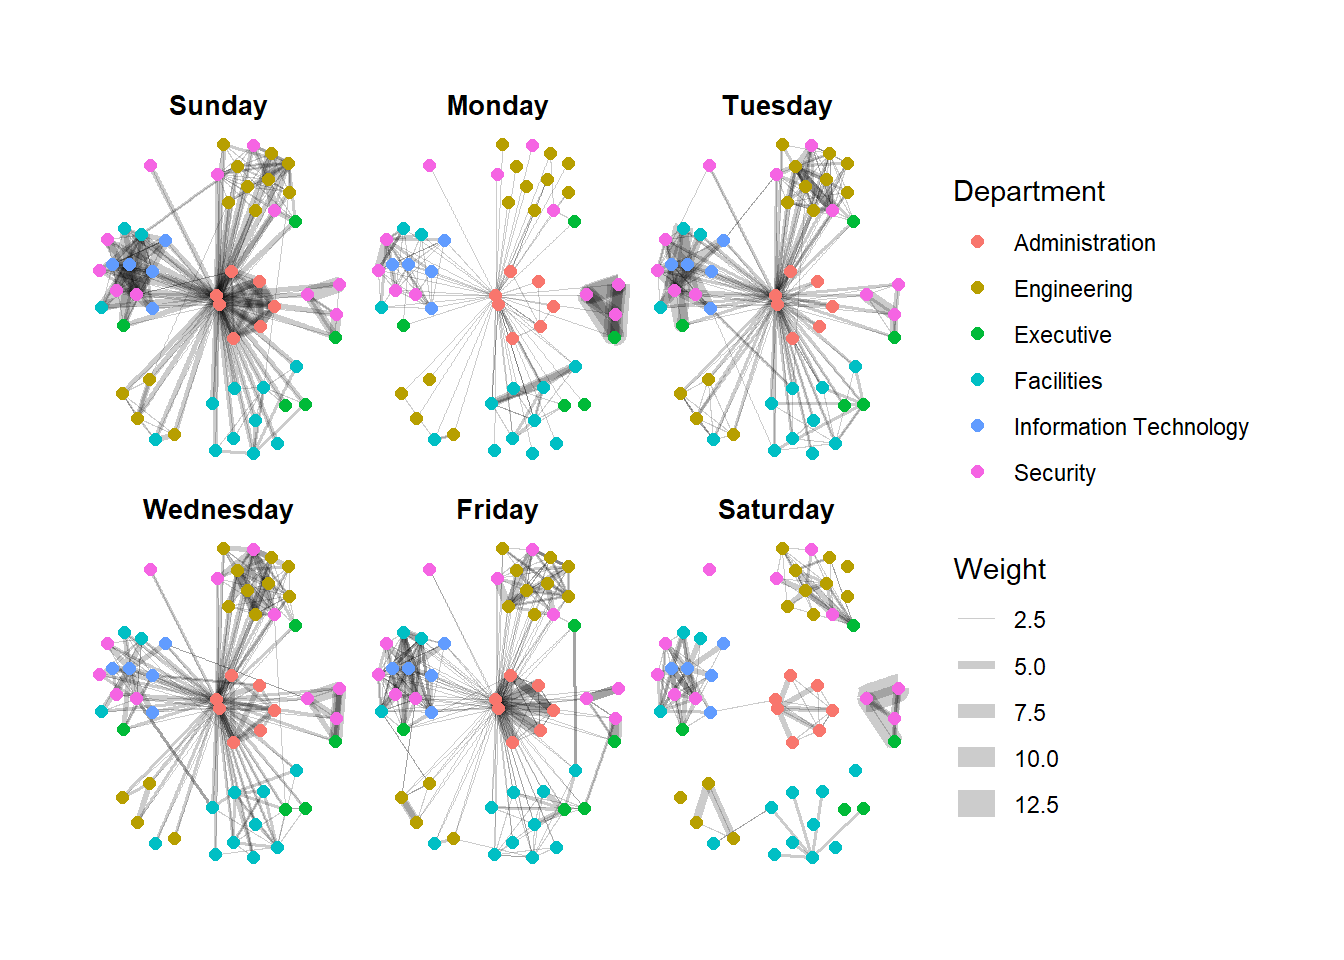 Sunday
Monday
Tuesday
Wednesday
Friday
Saturday
Department
Administration
Engineering
Executive
Facilities
Information Technology
Security
Weight
2.5
5.0
7.5
10.0
12.5